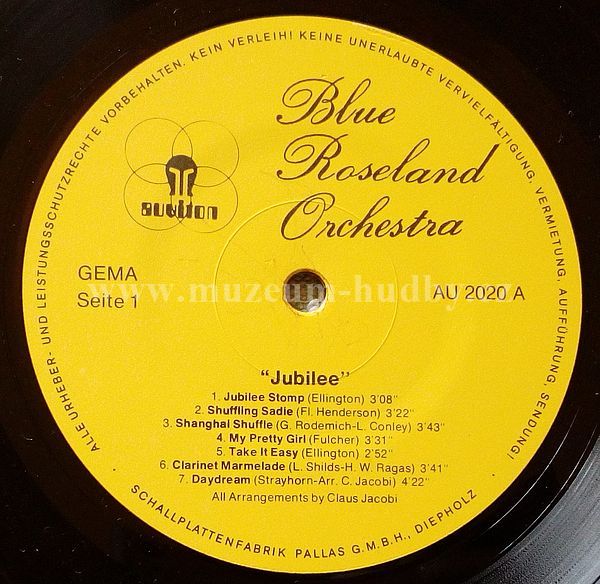 ALLE URHEBER- UND LEISTUNGSSCHUTZRECHTE VORBEHALTEN. KEIN VERLEIH! KEINE UNERLAUBTE VERVIELFÄLTIGUNG, VERMIETUNG, AUFFÜHRUNG, SENDUNG!
Blue
Roseland
Orchestra
auviton
GEMA
Seite 1
AU 2020 A
www.muzeum-hudby.cz
"Jubilee"
1. Jubilee Stomp (Ellington) 3'08"
2. Shuffling Sadie (Fl. Henderson) 3'22"
3. Shanghai Shuffle (G. Rodemich-L. Conley) 3'43"
4. My Pretty Girl (Fulcher) 3'31"
5. Take It Easy (Ellington) 2'52"
6. Clarinet Marmelade (L. Shilds-H. W. Ragas) 3'41"
7. Daydream (Strayhorn-Arr. C. Jacobi) 4'22"
All Arrangements by Claus Jacobi
SCHALLPLATTENFABRIK PALLAS G.M.B.H., DIEPHOLZ